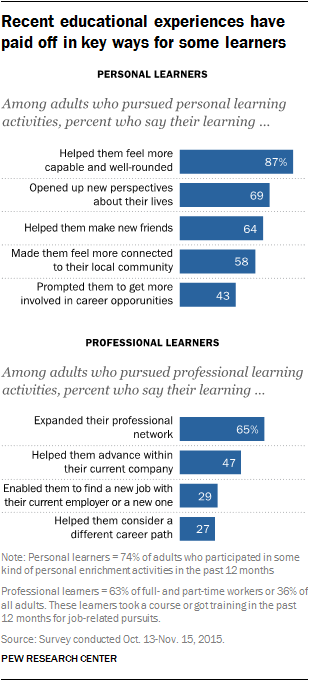 Recent educational experiences have
paid off in key ways for some learners
PERSONAL LEARNERS
Among adults who pursued personal learning
activities, percent who say their learning ...
Helped them feel more
capable and well-rounded
87%
Opened up new perspectives
about their lives
69
Helped them make new friends
64
Made them feel more connected
to their local community
58
Prompted them to get more
involved in career opporunities
43
PROFESSIONAL LEARNERS
Among adults who pursued professional learning
activities, percent who say their learning ...
Expanded their professional
network
65%
Helped them advance within
their current company
47
Enabled them to find a new job with
their current employer or a new one
29
Helped them consider a
different career path
27
Note: Personal learners = 74% of adults who participated in some
kind of personal enrichment activities in the past 12 months
Professional learners = 63% of full- and part-time workers or 36% of
all adults. These learners took a course or got training in the past
12 months for job-related pursuits.
Source: Survey conducted Oct. 13-Nov. 15, 2015.
PEW RESEARCH CENTER